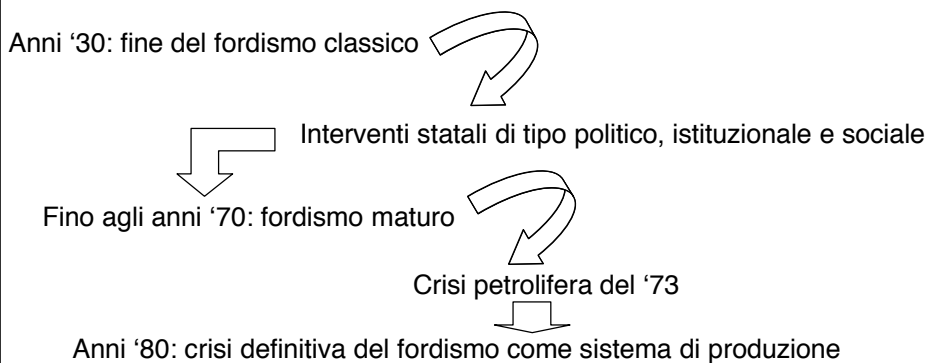 Anni ‘30: fine del fordismo classico
Interventi statali di tipo politico, istituzionale e sociale
Fino agli anni ‘70: fordismo maturo
Crisi petrolifera del ‘73
Anni ‘80: crisi definitiva del fordismo come sistema di produzione